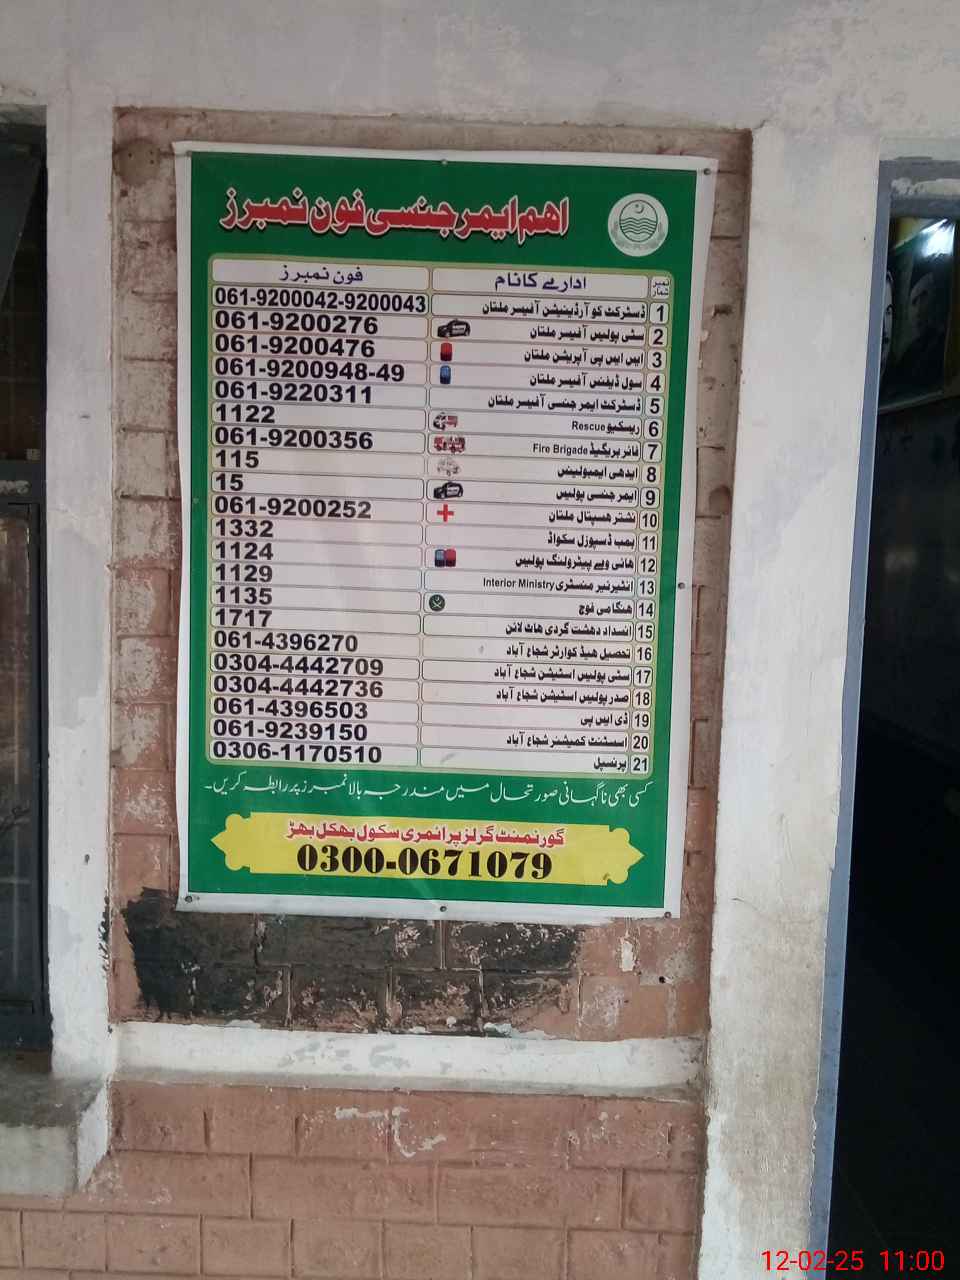 اهم ایمرجنسی فون نمبرز
نمبر شمار ادارے کا نام فون نمبرز
1 ڈسٹرکٹ کوآرڈینیشن آفیسر ملتان 061-9200042-9200043
2 سٹی پولیس آفیسر ملتان 061-9200276
3 ایس ایس پی آپریشن ملتان 061-9200476
4 سول ڈیفنس آفیسر ملتان 061-9200948-49
5 ڈسٹرکٹ ایمرجنسی آفیسر ملتان 061-9220311
6 ریسکیو Rescue 1122
7 فائر بریگیڈ Fire Brigade 061-9200356
8 ایدھی ایمبولینس 115
9 ایمرجنسی پولیس 15
10 نشتر ہسپتال ملتان 061-9200252
11 بمب ڈسپوزل سکواڈ 1332
12 ہائی وے پیٹرولنگ پولیس 1124
13 انٹیرئیر منسٹری Interior Ministry 1129
14 ہنگامی فوج 1135
15 انسداد دھشت گردی ھاٹ لائن 1717
16 تحصیل ھیڈ کوارٹر شجاع آباد 061-4396270
17 سٹی پولیس اسٹیشن شجاع آباد 0304-4442709
18 صدر پولیس اسٹیشن شجاع آباد 0304-4442736
19 ڈی ایس پی 061-4396503
20 اسسٹنٹ کمیشنر شجاع آباد 061-9239150
21 پرنسپل 0306-1170510
کسی بھی ناگہانی صورتحال میں مندرجہ بالا نمبرز پر رابطہ کریں۔
گورنمنٹ گرلز پرائمری سکول بھکل بھڑ
0300-0671079
12-02-25 11:00